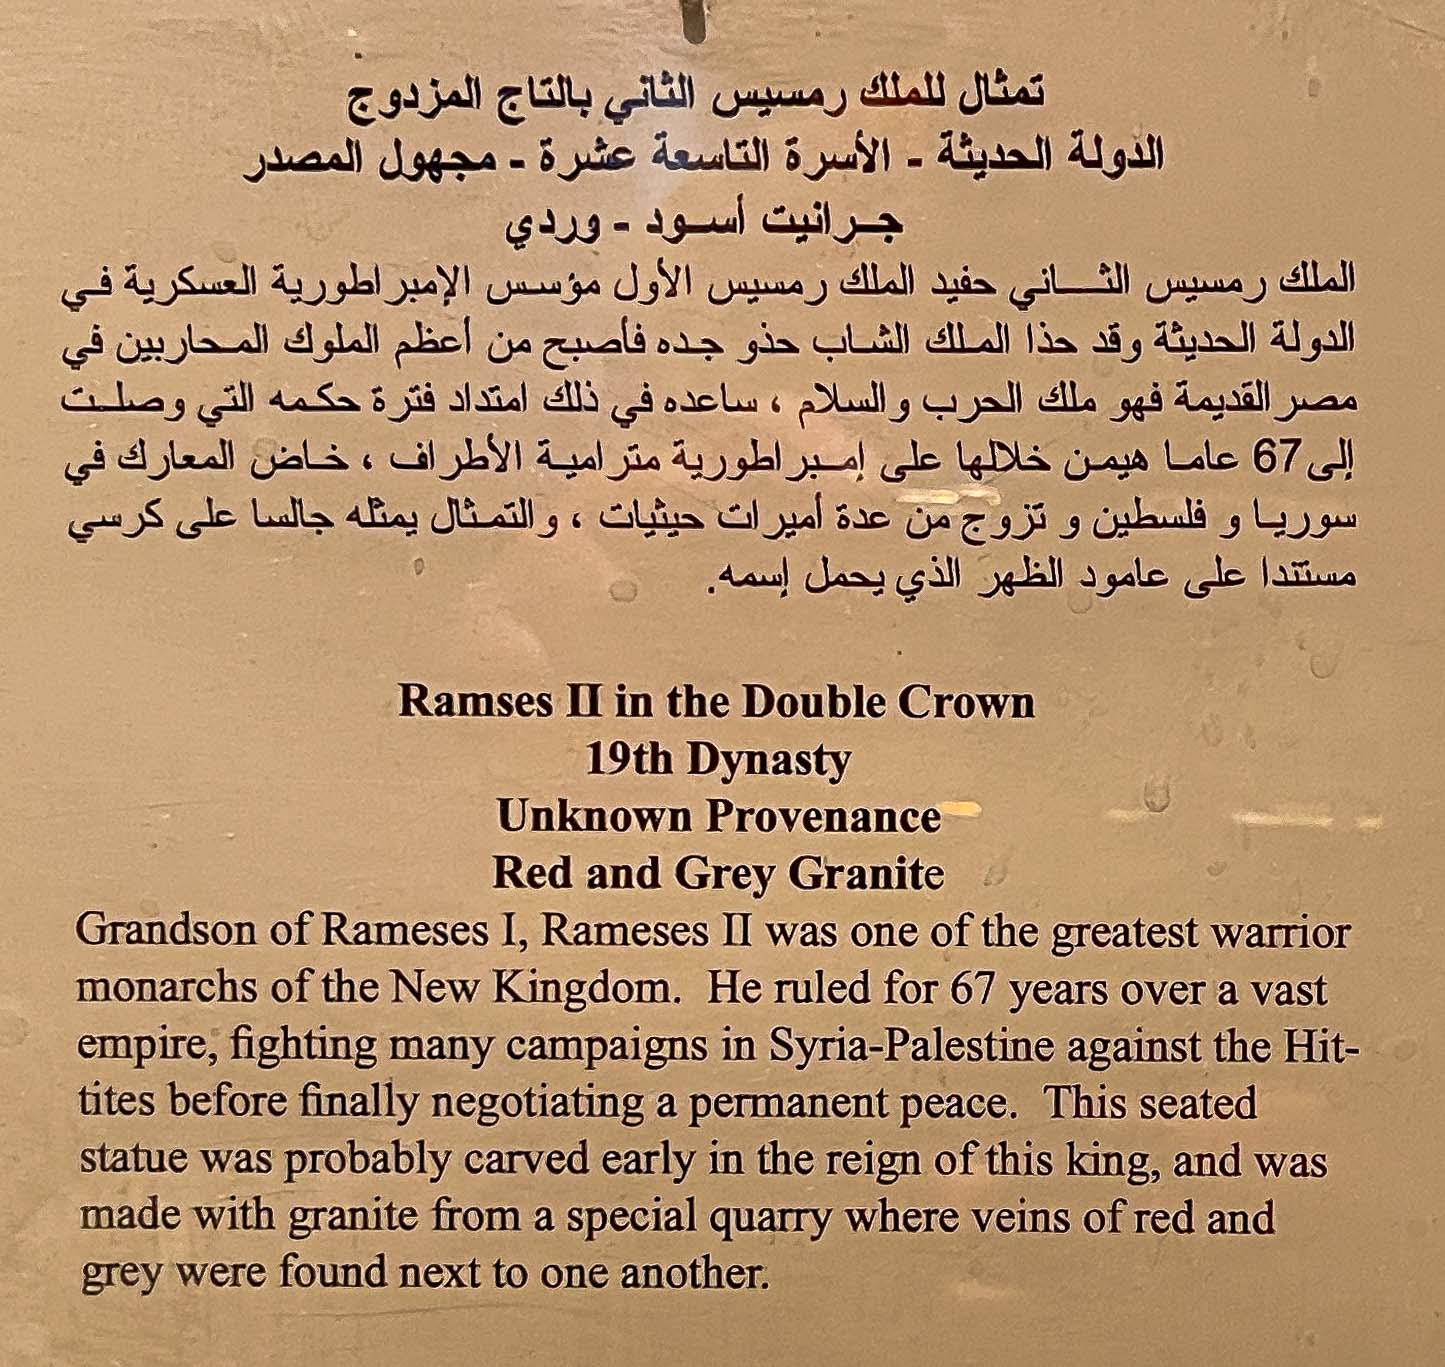 تمثال للملك رمسيس الثاني بالتاج المزدوج
الدولة الحديثة - الأسرة التاسعة عشرة - مجهول المصدر
جرانيت أسود - وردي
الملك رمسيس الثاني حفيد الملك رمسيس الأول مؤسس الإمبراطورية العسكرية في
الدولة الحديثة وقد حذا الملك الشاب حذو جده فأصبح من أعظم الملوك المحاربين في
مصر القديمة فهو ملك الحرب والسلام ، ساعده في ذلك امتداد فترة حكمه التي وصلت
إلى 67 عاما هيمن خلالها على إمبراطورية مترامية الأطراف ، خاض المعارك في
سوريا و فلسطين و تزوج من عدة أميرات حيثيات ، والتمثال يمثله جالسا على كرسي
مستندا على عامود الظهر الذي يحمل إسمه.
Ramses II in the Double Crown
19th Dynasty
Unknown Provenance
Red and Grey Granite
Grandson of Rameses I, Rameses II was one of the greatest warrior
monarchs of the New Kingdom. He ruled for 67 years over a vast
empire, fighting many campaigns in Syria-Palestine against the Hit-
tites before finally negotiating a permanent peace. This seated
statue was probably carved early in the reign of this king, and was
made with granite from a special quarry where veins of red and
grey were found next to one another.